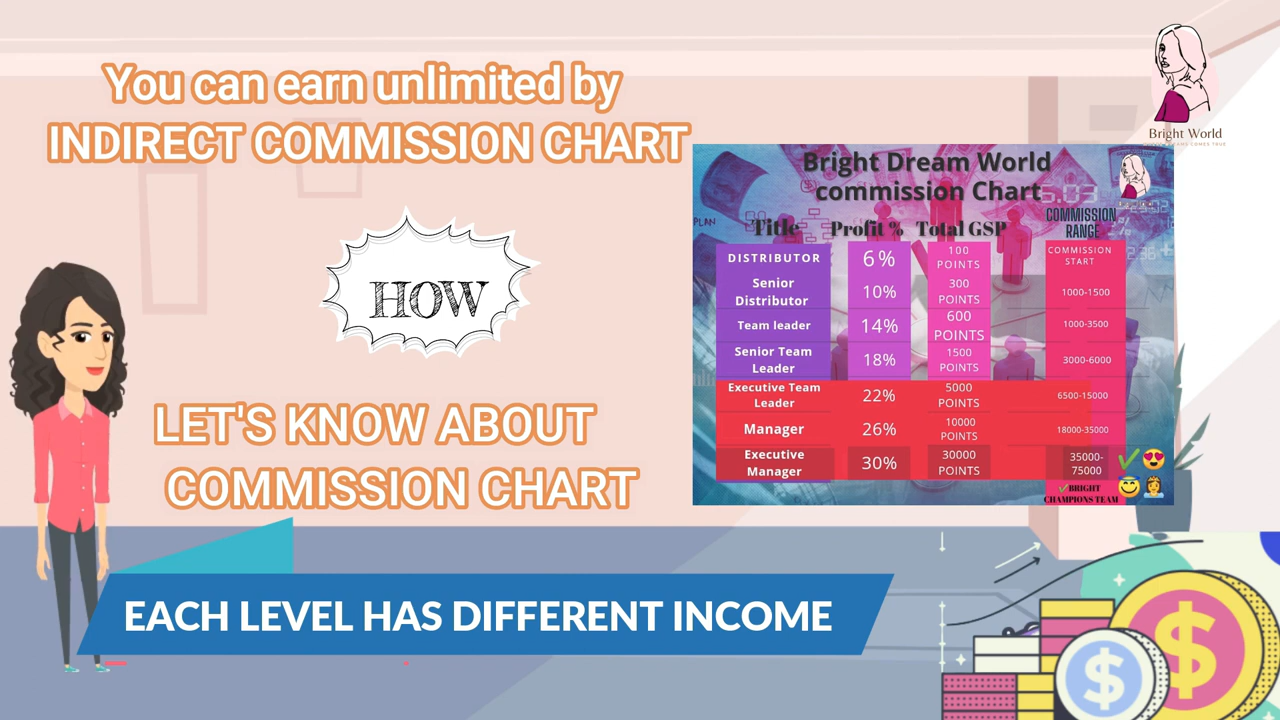 You can earn unlimited by
INDIRECT COMMISSION CHART
HOW
LET'S KNOW ABOUT
COMMISSION CHART
EACH LEVEL HAS DIFFERENT INCOME
Bright World
Bright Dream World
commission Chart
PLAN
Title Profit % Total GSP COMMISSION RANGE
DISTRIBUTOR 6% 100 POINTS COMMISSION START
Senior Distributor 10% 300 POINTS 1000-1500
Team leader 14% 600 POINTS 1000-3500
Senior Team Leader 18% 1500 POINTS 3000-6000
Executive Team Leader 22% 5000 POINTS 6500-15000
Manager 26% 10000 POINTS 18000-35000
Executive Manager 30% 30000 POINTS 35000-75000
BRIGHT
CHAMPIONS TEAM